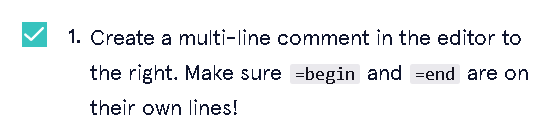 1. Create a multi-line comment in the editor to
the right. Make sure =begin and =end are on
their own lines!